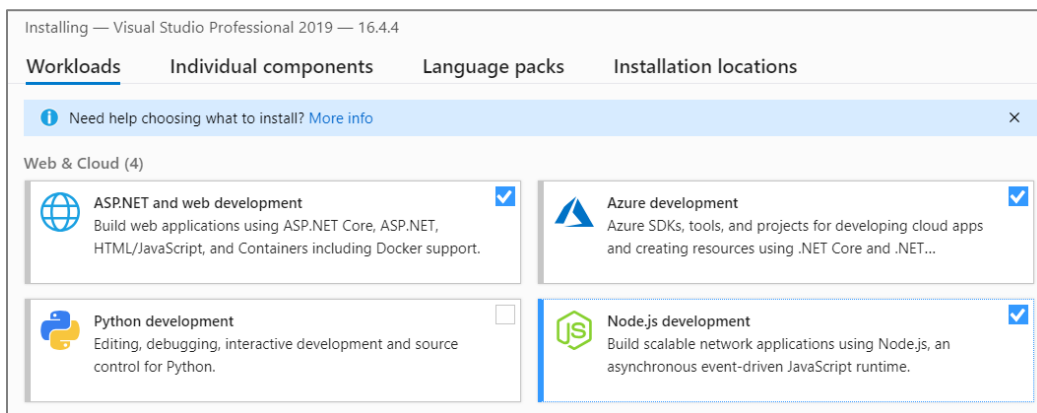 Installing — Visual Studio Professional 2019 — 16.4.4
Workloads Individual components Language packs Installation locations
Need help choosing what to install? More info
Web & Cloud (4)
ASP.NET and web development
Build web applications using ASP.NET Core, ASP.NET,
HTML/JavaScript, and Containers including Docker support.
Azure development
Azure SDKs, tools, and projects for developing cloud apps
and creating resources using .NET Core and .NET...
Python development
Editing, debugging, interactive development and source
control for Python.
JS
Node.js development
Build scalable network applications using Node.js, an
asynchronous event-driven JavaScript runtime.